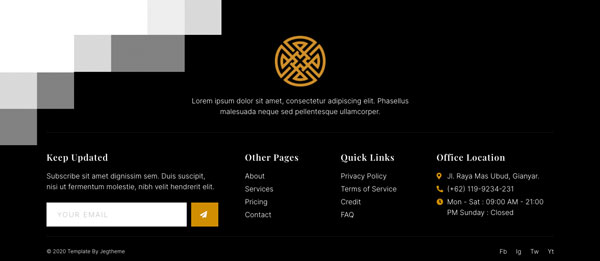 Lorem ipsum dolor sit amet, consectetur adipiscing elit. Phasellus
malesuada neque sed pellentesque ullamcorper.
Keep Updated
Subscribe sit amet dignissim sem. Duis suscipit,
nisi ut fermentum molestie, nibh velit hendrerit elit.
YOUR EMAIL
Other Pages
About
Services
Pricing
Contact
Quick Links
Privacy Policy
Terms of Service
Credit
FAQ
Office Location
Jl. Raya Mas Ubud, Gianyar.
(+62) 119-9234-231
Mon - Sat : 09:00 AM - 21:00
PM Sunday : Closed
© 2020 Template By Jegtheme
Fb Ig Tw Yt